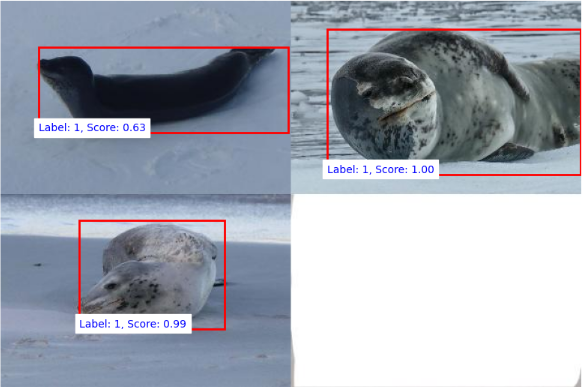 Label: 1, Score: 0.63
Label: 1, Score: 1.00
Label: 1, Score: 0.99